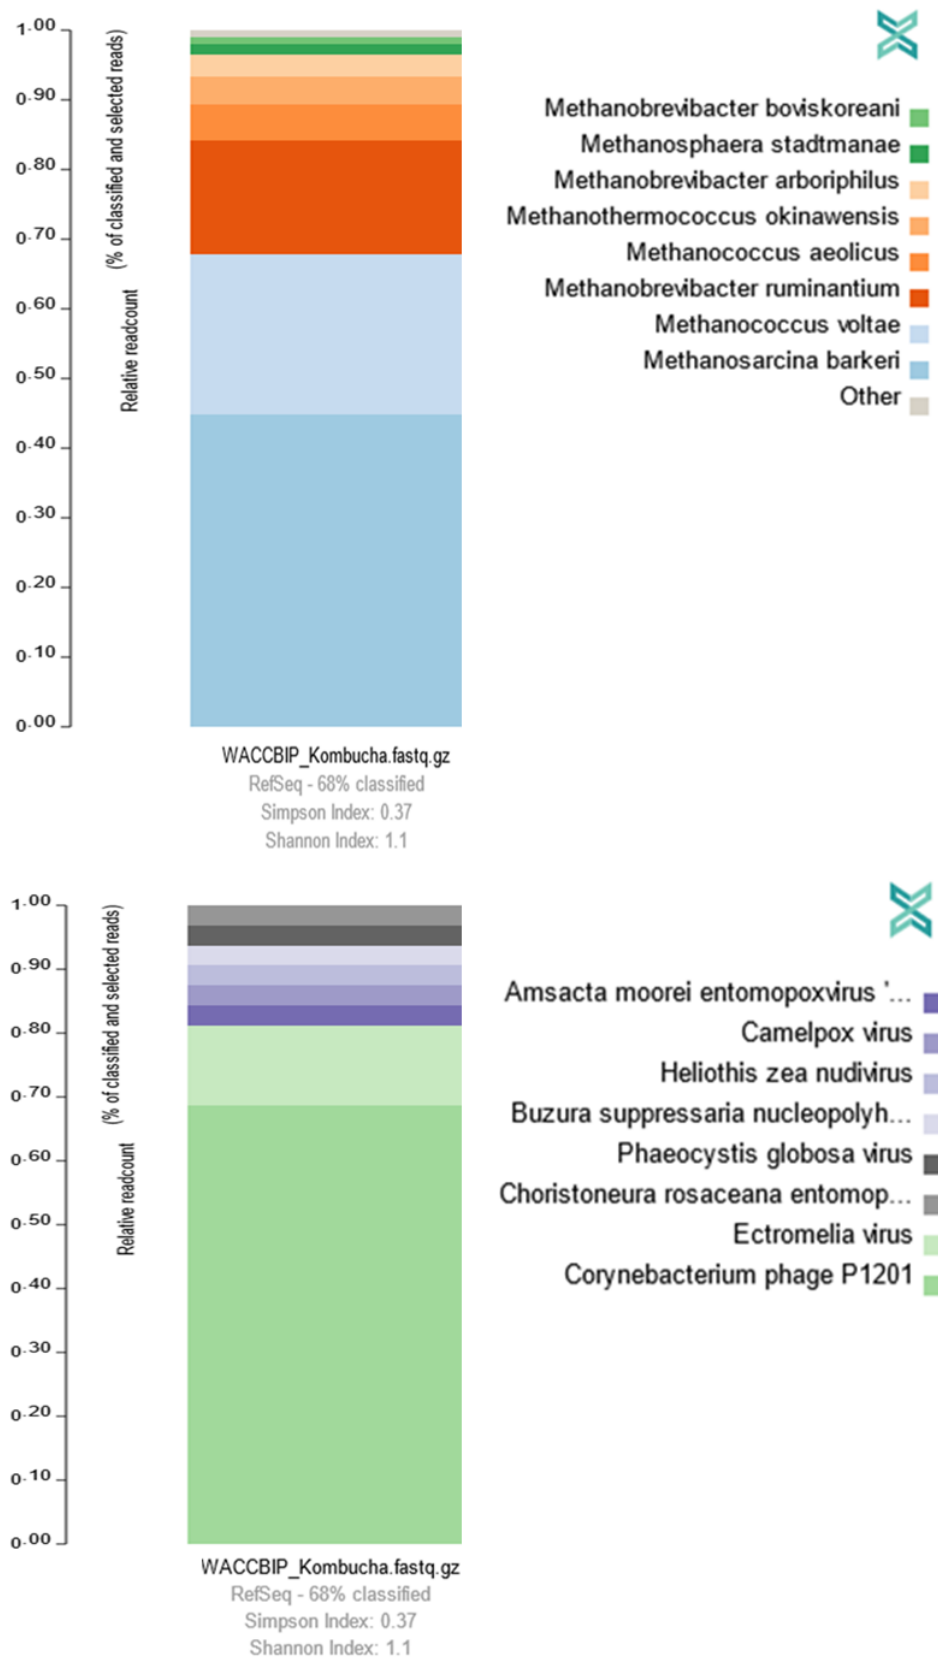 1.00
0.90
0.80
0.70
0.60
0.50
0.40
0.30
0.20
0.10
0.00
Relative readcount (% of classified and selected reads)
Methanobrevibacter boviskoreani
Methanosphaera stadtmanae
Methanobrevibacter arboriphilus
Methanothermococcus okinawensis
Methanococcus aeolicus
Methanobrevibacter ruminantium
Methanococcus voltae
Methanosarcina barkeri
Other
WACCBIP_Kombucha.fastq.gz
RefSeq - 68% classified
Simpson Index: 0.37
Shannon Index: 1.1
1.00
0.90
0.80
0.70
0.60
0.50
0.40
0.30
0.20
0.10
0.00
Relative readcount (% of classified and selected reads)
Amsacta moorei entomopoxvirus '...
Camelpox virus
Heliothis zea nudivirus
Buzura suppressaria nucleopolyh...
Phaeocystis globosa virus
Choristoneura rosaceana entomop...
Ectromelia virus
Corynebacterium phage P1201
WACCBIP_Kombucha.fastq.gz
RefSeq - 68% classified
Simpson Index: 0.37
Shannon Index: 1.1